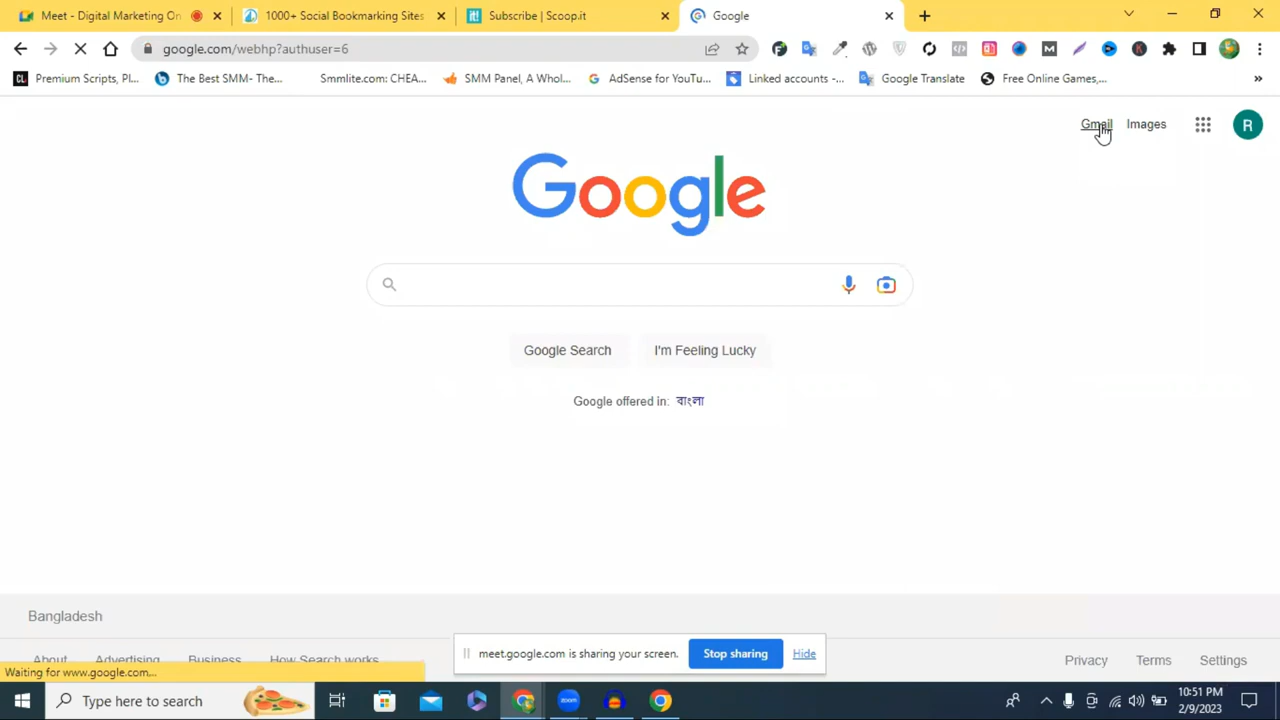 Meet - Digital Marketing On
1000+ Social Bookmarking Sites
Subscribe | Scoop.it
Google
google.com/webhp?authuser=6
Premium Scripts, Pl...
The Best SMM- The...
Smmlite.com: CHEA...
SMM Panel, A Whol...
AdSense for YouTu...
Linked accounts -...
Google Translate
Free Online Games,...
»
Gmail
Images
R
Google
Google Search
I'm Feeling Lucky
Google offered in: বাংলা
Bangladesh
About
Advertising
Business
How Search works
Privacy
Terms
Settings
meet.google.com is sharing your screen.
Stop sharing
Hide
Waiting for www.google.com...
Type here to search
zoom
10:51 PM
2/9/2023